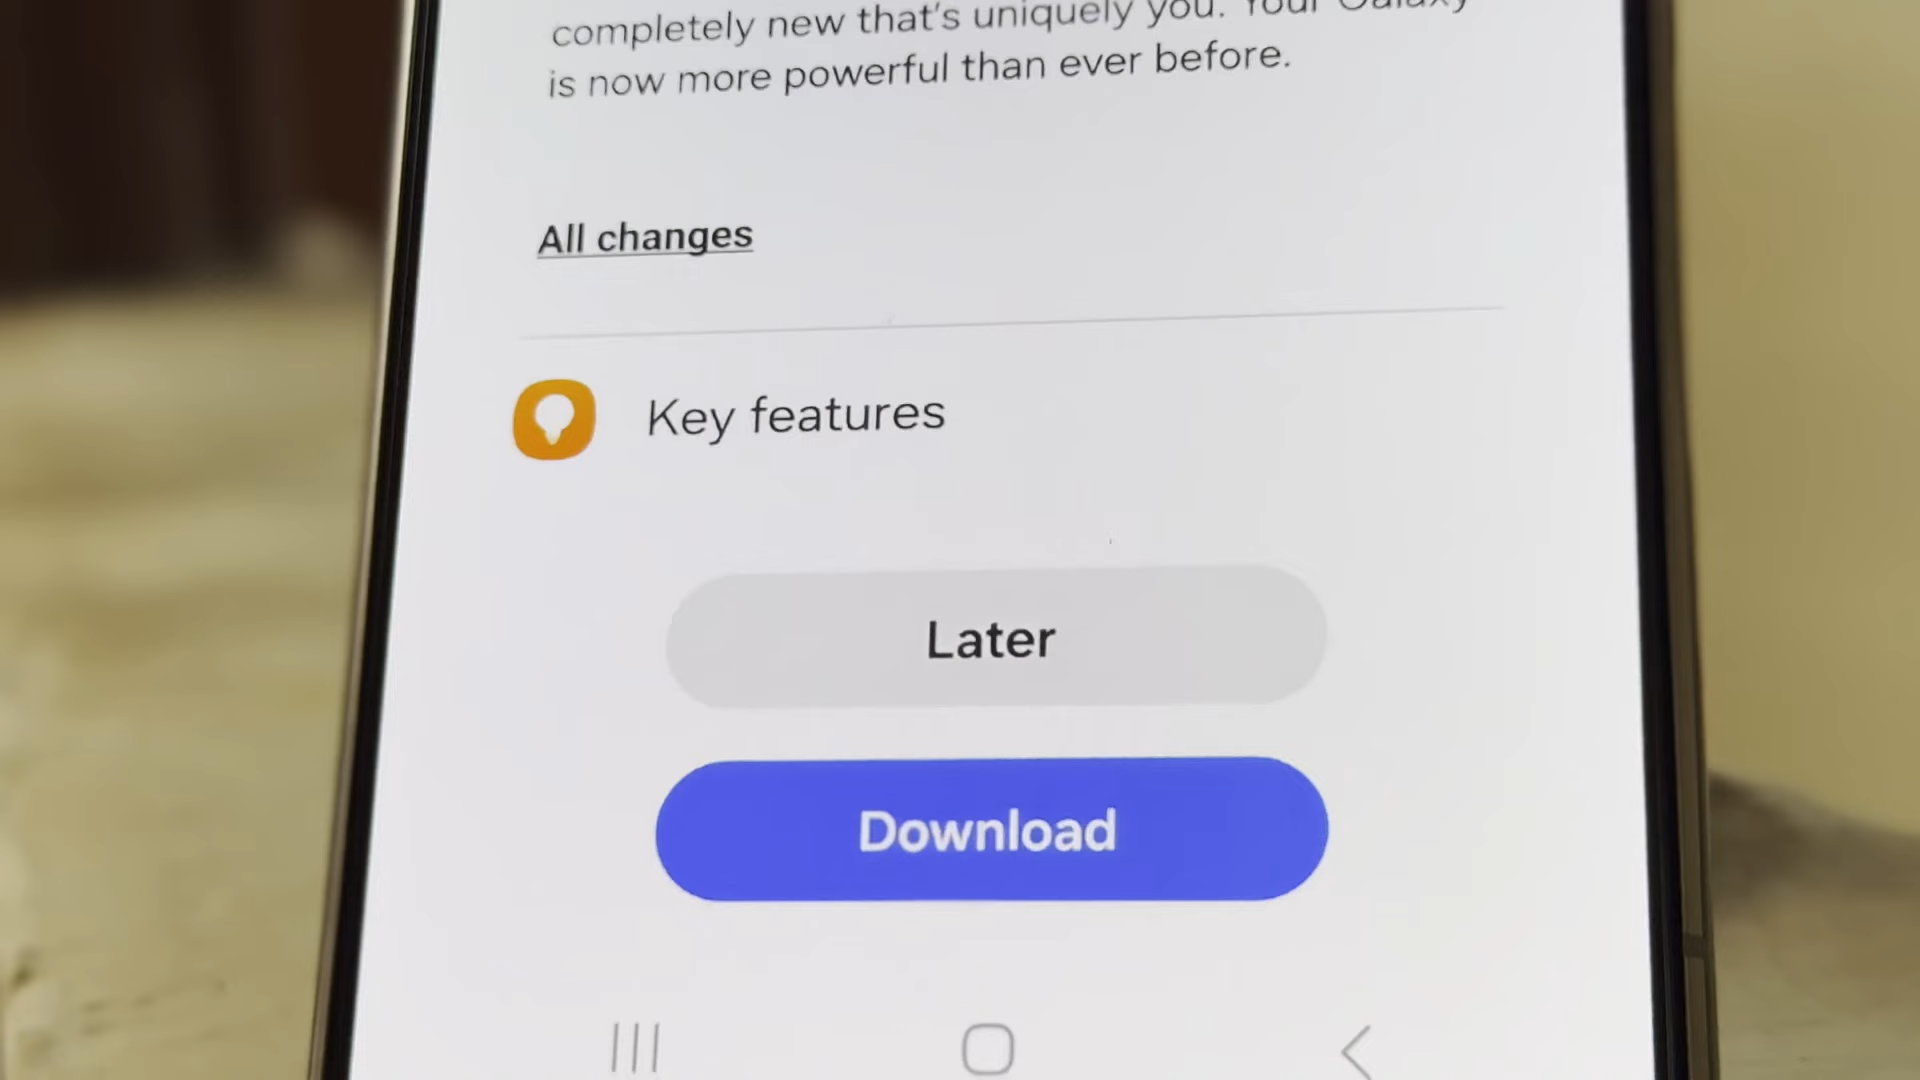 completely new that's uniquely you. Your Galaxy
is now more powerful than ever before.
All changes
Key features
Later
Download